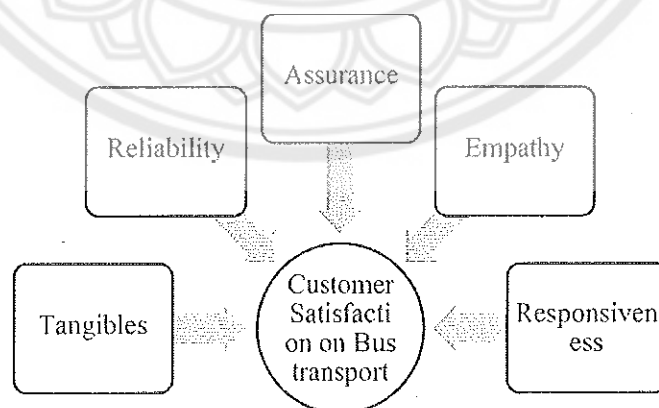 Assurance
Reliability
Empathy
Tangibles
Customer
Satisfacti
on on Bus
transport
Responsiven
ess